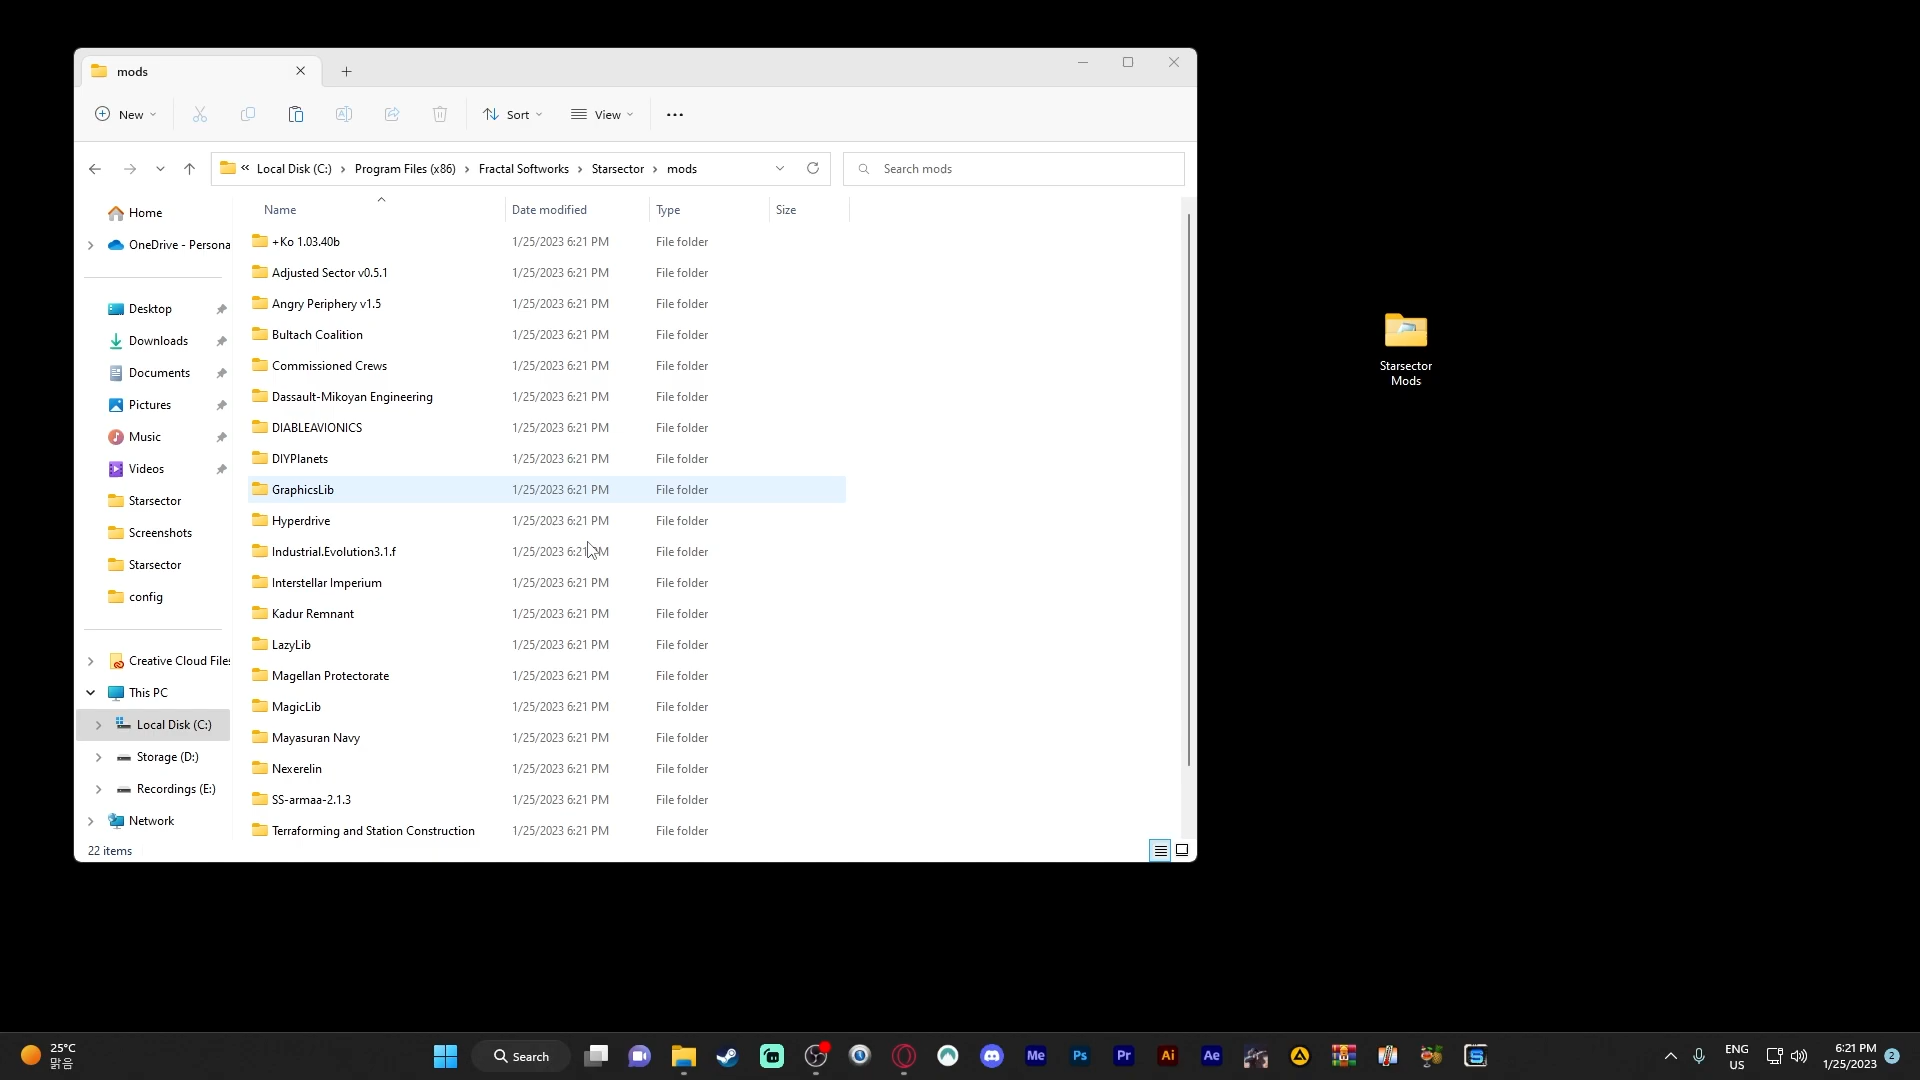 mods
New
Sort
View
Local Disk (C:) > Program Files (x86) > Fractal Softworks > Starsector > mods
Search mods
Name Date modified Type Size
Home
OneDrive - Persona
Desktop
Downloads
Documents
Pictures
Music
Videos
Starsector
Screenshots
Starsector
config
Creative Cloud Files
This PC
Local Disk (C:)
Storage (D:)
Recordings (E:)
Network
+Ko 1.03.40b 1/25/2023 6:21 PM File folder
Adjusted Sector v0.5.1 1/25/2023 6:21 PM File folder
Angry Periphery v1.5 1/25/2023 6:21 PM File folder
Bultach Coalition 1/25/2023 6:21 PM File folder
Commissioned Crews 1/25/2023 6:21 PM File folder
Dassault-Mikoyan Engineering 1/25/2023 6:21 PM File folder
DIABLEAVIONICS 1/25/2023 6:21 PM File folder
DIYPlanets 1/25/2023 6:21 PM File folder
GraphicsLib 1/25/2023 6:21 PM File folder
Hyperdrive 1/25/2023 6:21 PM File folder
Industrial.Evolution3.1.f 1/25/2023 6:21 PM File folder
Interstellar Imperium 1/25/2023 6:21 PM File folder
Kadur Remnant 1/25/2023 6:21 PM File folder
LazyLib 1/25/2023 6:21 PM File folder
Magellan Protectorate 1/25/2023 6:21 PM File folder
MagicLib 1/25/2023 6:21 PM File folder
Mayasuran Navy 1/25/2023 6:21 PM File folder
Nexerelin 1/25/2023 6:21 PM File folder
SS-armaa-2.1.3 1/25/2023 6:21 PM File folder
Terraforming and Station Construction 1/25/2023 6:21 PM File folder
22 items
Starsector
Mods
25°C
맑음
Search
Me
Ps
Pr
Ai
Ae
ENG
US
6:21 PM
1/25/2023
2